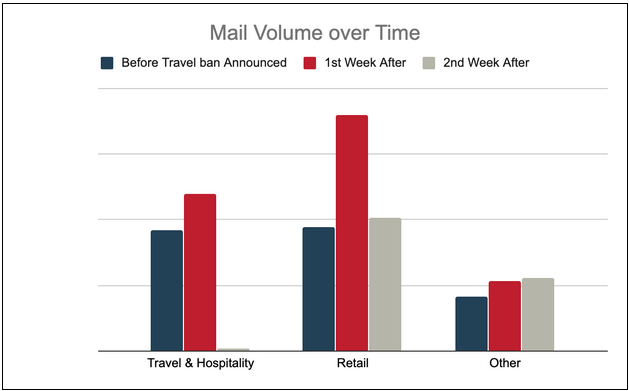 Mail Volume over Time
Before Travel ban Announced 1st Week After 2nd Week After
Travel & Hospitality Retail Other